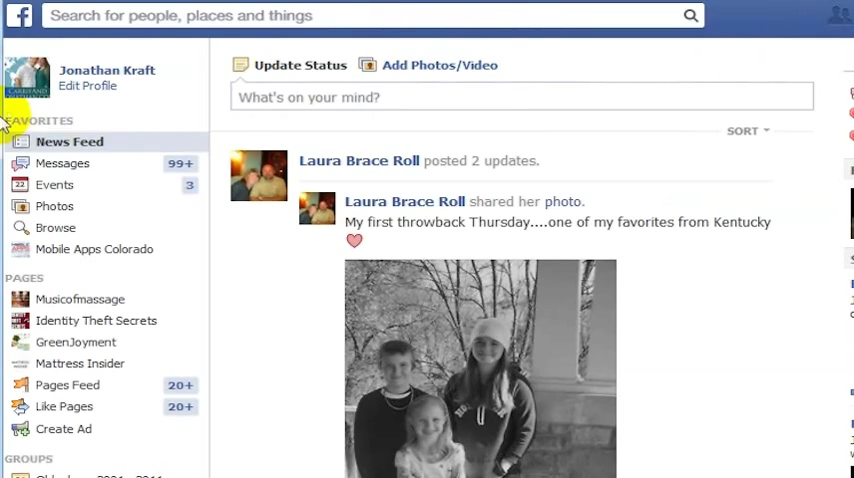 f
Search for people, places and things
Jonathan Kraft
Edit Profile
FAVORITES
News Feed
Messages 99+
Events 3
Photos
Browse
Mobile Apps Colorado
PAGES
Musicofmassage
Identity Theft Secrets
GreenJoyment
Mattress Insider
Pages Feed 20+
Like Pages 20+
Create Ad
GROUPS
Update Status Add Photos/Video
What's on your mind?
SORT
Laura Brace Roll posted 2 updates.
Laura Brace Roll shared her photo.
My first throwback Thursday....one of my favorites from Kentucky